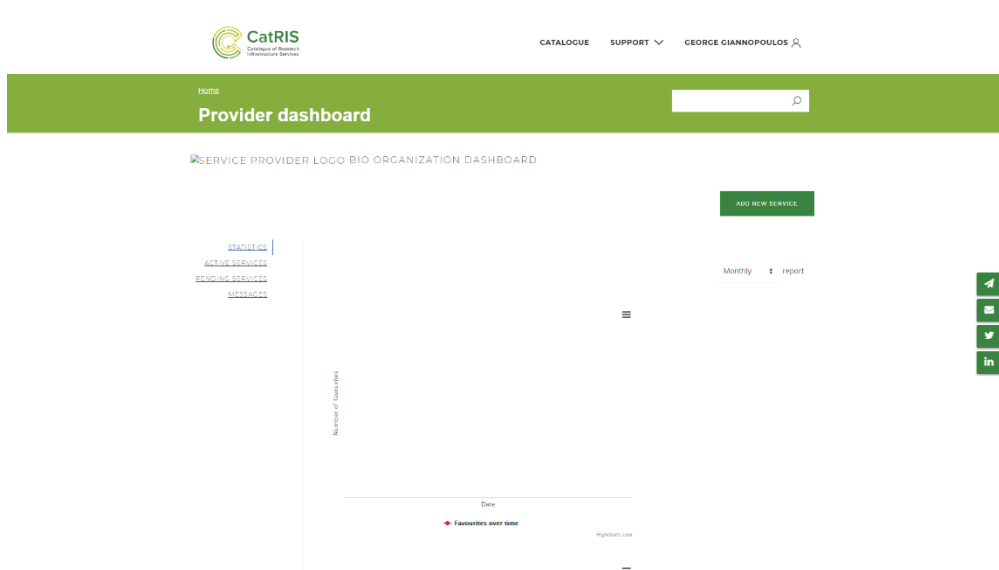 CatRIS
Catalogue of Research
Infrastructure Services
CATALOGUE SUPPORT GEORGE GIANNOPOULOS
Home
Provider dashboard
SERVICE PROVIDER LOGO BIO ORGANIZATION DASHBOARD
ADD NEW SERVICE
STATISTICS
ACTIVE SERVICES
PENDING SERVICES
MESSAGES
Monthly report
Number of favourites
Date
Favourites over time
Highcharts.com
in